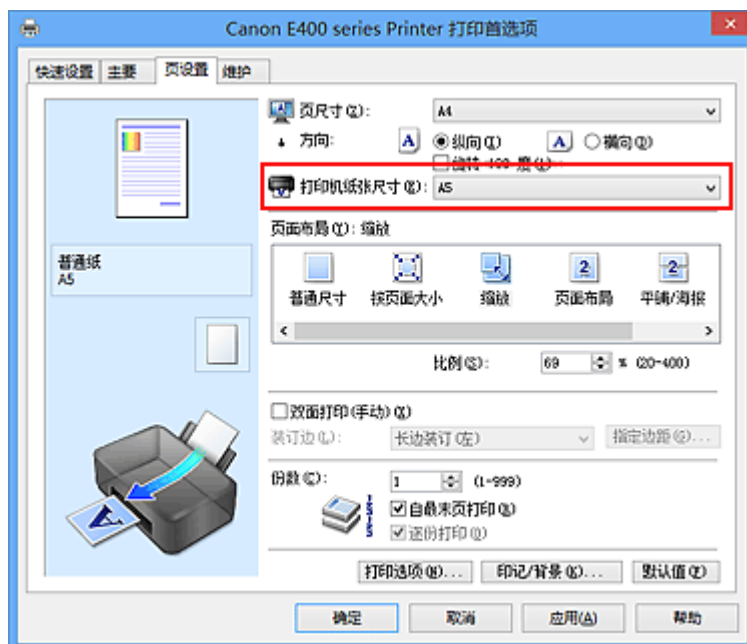 Canon E400 series Printer 打印首选项
快速设置 主要 页设置 维护
页尺寸(Z): A4
方向: A 纵向(T) A 横向(O)
打印机纸张尺寸(R): A5
页面布局(Y): 缩放
普通尺寸 按页面大小 缩放 页面布局 平铺/海报
普通纸
A5
比例(S): 69 % (20-400)
双面打印(手动)(X)
装订边(L): 长边装订(左) 指定边距(G)...
份数(C): 1 (1-999)
自最末页打印(B)
逐份打印(Q)
打印选项(N)... 印记/背景(K)... 默认值(F)
确定 取消 应用(A) 帮助